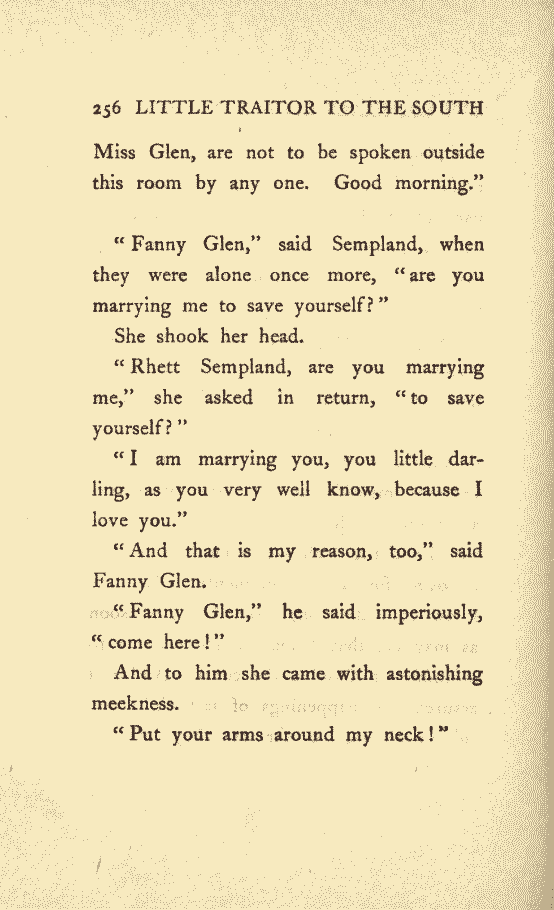 256 LITTLE TRAITOR TO THE SOUTH
Miss Glen, are not to be spoken outside
this room by any one. Good morning.”
“Fanny Glen,” said Sempland, when
they were alone once more, “are you
marrying me to save yourself?”
She shook her head.
“Rhett Sempland, are you marrying
me,” she asked in return, “to save
yourself?”
“I am marrying you, you little dar-
ling, as you very well know, because I
love you.”
“And that is my reason, too,” said
Fanny Glen.
“Fanny Glen,” he said imperiously,
“come here!”
And to him she came with astonishing
meekness.
“Put your arms around my neck!”